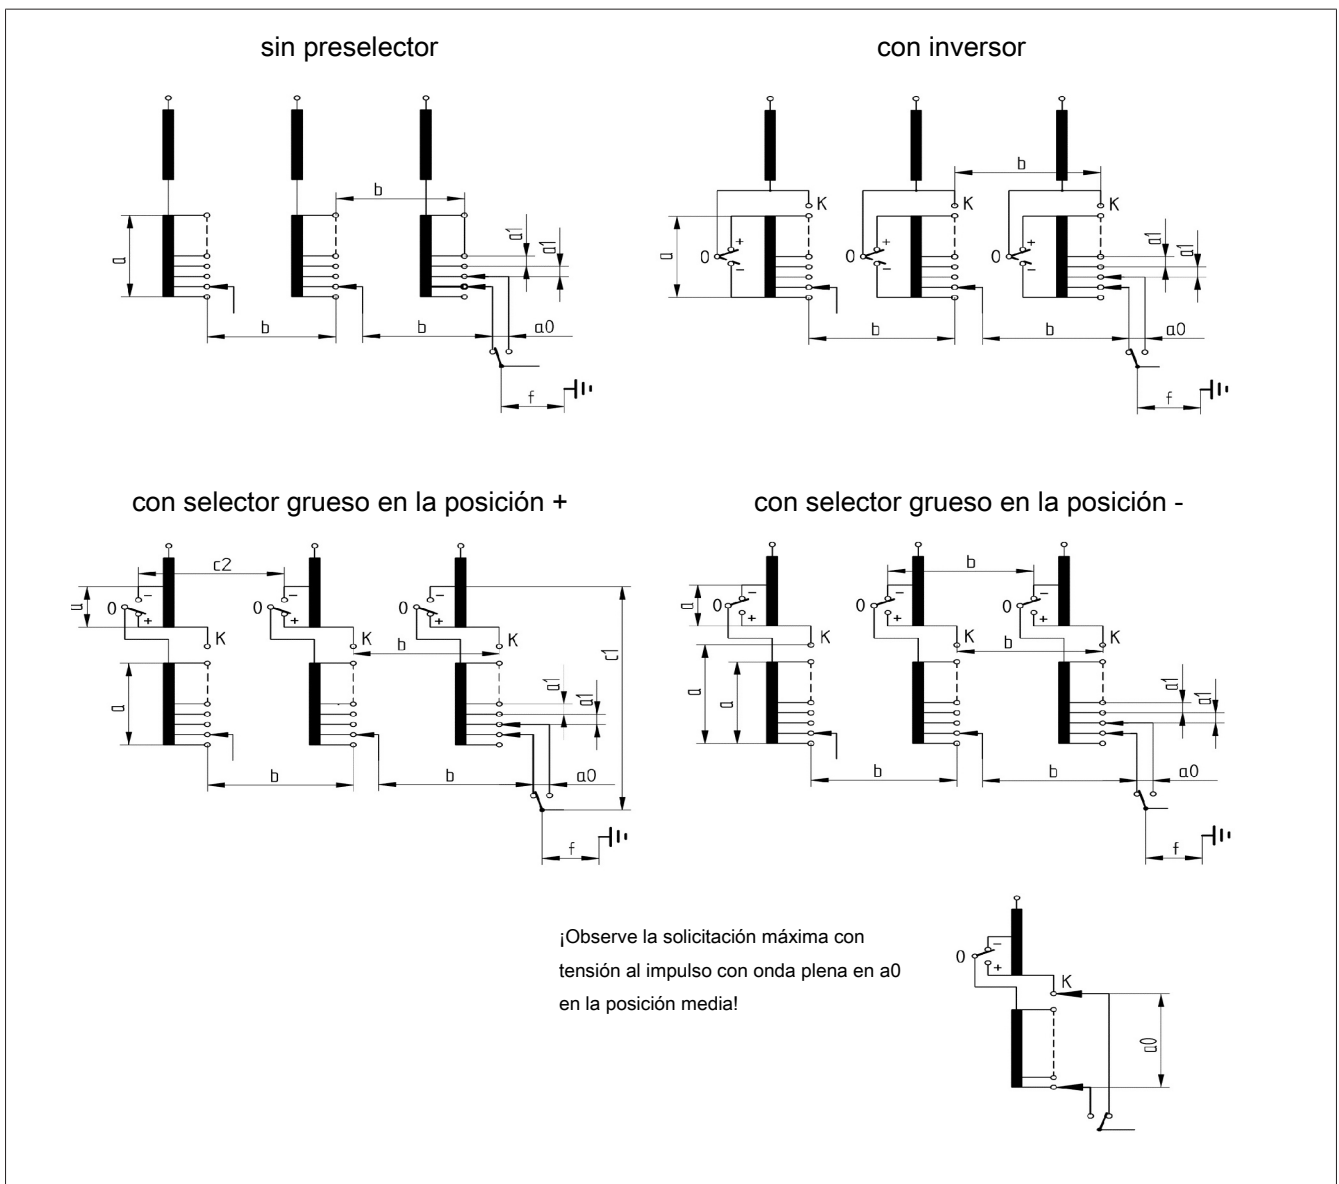 sin preselector
con inversor
b
a
a1
a1
b
b
a0
f
b
K
K
K
a
0
+
−
0
+
−
0
+
−
a1
a1
b
b
a0
f
con selector grueso en la posición +
con selector grueso en la posición -
c2
a
0
−
+
K
0
−
+
K
0
−
+
K
b
c1
a
a1
a1
b
b
a0
f
b
a
0
−
+
K
0
−
+
K
0
−
+
K
b
a
a
a1
a1
b
b
a0
f
¡Observe la solicitación máxima con
tensión al impulso con onda plena en a0
en la posición media!
0
−
+
K
a0